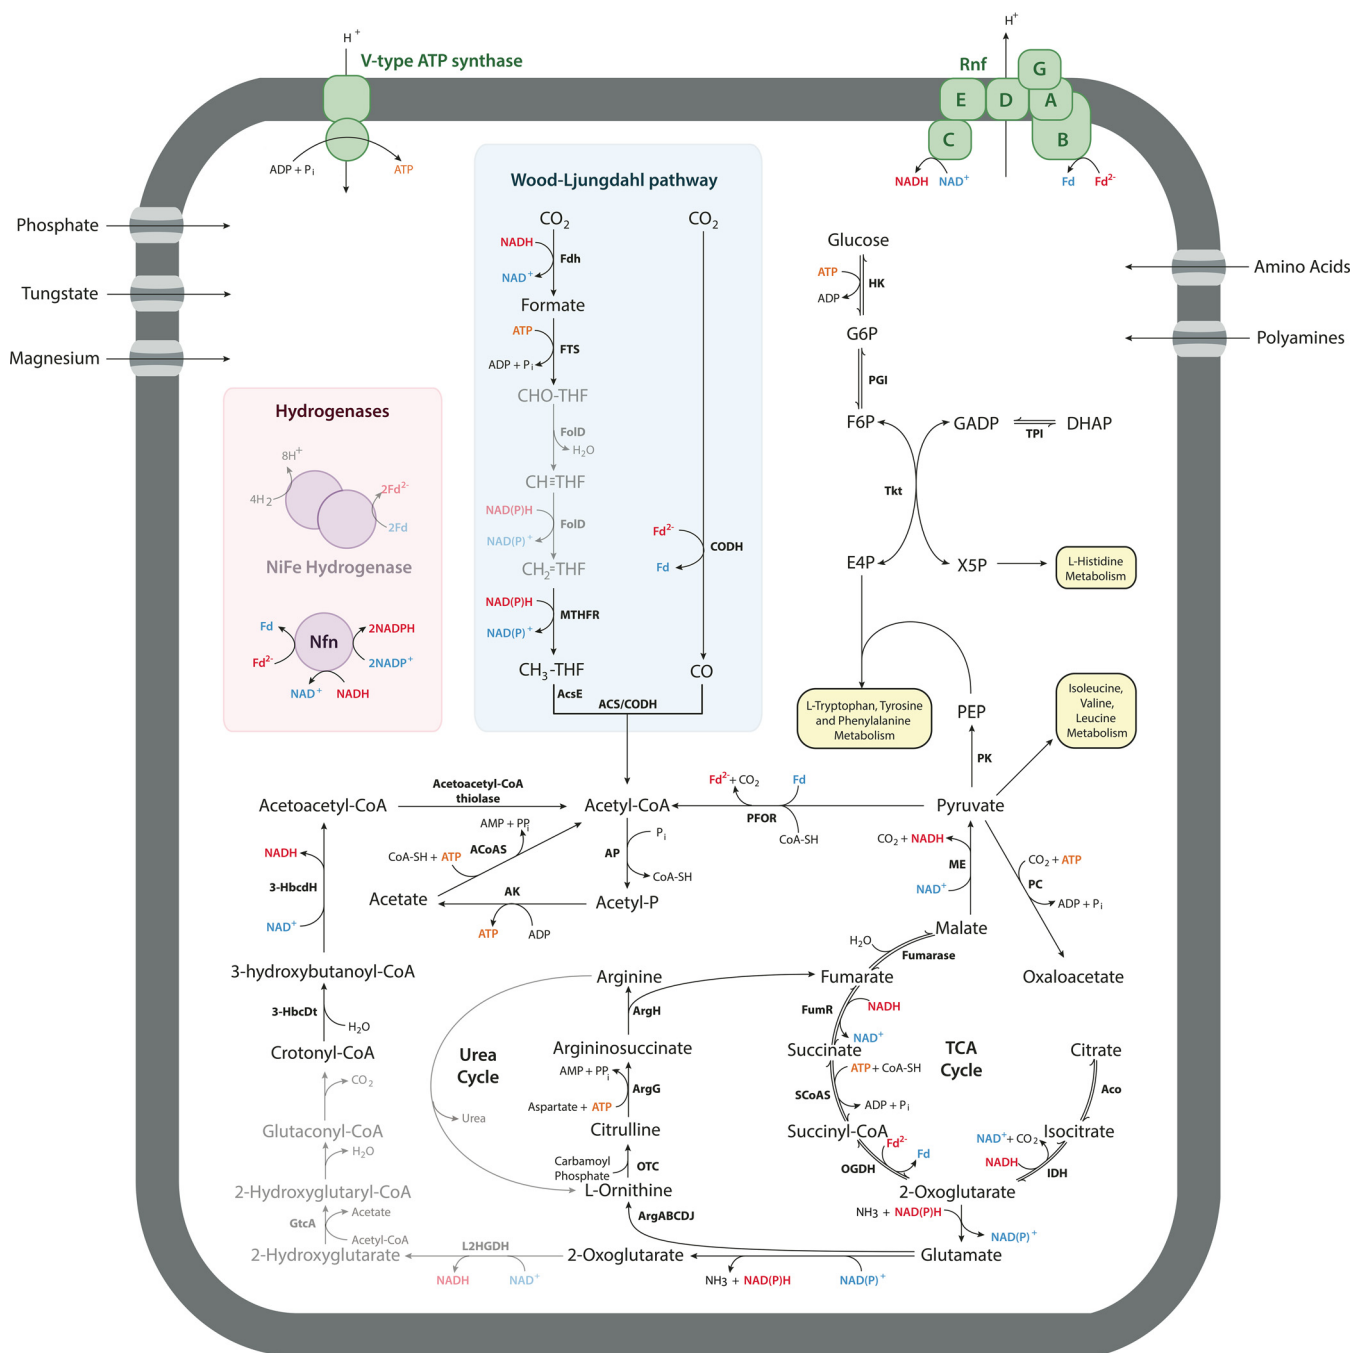 H+
V-type ATP synthase
ADP + Pi
ATP
H+
Rnf
G
E
D
A
C
B
NADH
NAD+
Fd
Fd2-
Phosphate
Tungstate
Magnesium
Amino Acids
Polyamines
Wood-Ljungdahl pathway
CO2
CO2
NADH
Fdh
NAD+
Formate
ATP
FTS
ADP + Pi
CHO-THF
FolD
H2O
CH≡THF
NAD(P)H
FolD
NAD(P)+
CH2=THF
NAD(P)H
MTHFR
NAD(P)+
CH3-THF
AcsE
Fd2-
CODH
Fd
CO
ACS/CODH
Hydrogenases
8H+
4H2
2Fd2-
2Fd
NiFe Hydrogenase
Fd
Fd2-
Nfn
2NADPH
2NADP+
NAD+
NADH
Glucose
ATP
HK
ADP
G6P
PGI
F6P
GADP
TPI
DHAP
Tkt
E4P
X5P
L-Histidine
Metabolism
L-Tryptophan, Tyrosine
and Phenylalanine
Metabolism
PEP
Isoleucine,
Valine,
Leucine
Metabolism
PK
Acetoacetyl-CoA
Acetoacetyl-CoA
thiolase
Acetyl-CoA
Fd2- + CO2
Fd
PFOR
CoA-SH
Pyruvate
AMP + PPi
ACoAS
CoA-SH + ATP
Acetate
Pi
AP
CoA-SH
AK
Acetyl-P
ATP
ADP
NADH
3-HbcdH
NAD+
3-hydroxybutanoyl-CoA
3-HbcDt
H2O
Crotonyl-CoA
CO2
Glutaconyl-CoA
H2O
2-Hydroxyglutaryl-CoA
GtcA
Acetate
Acetyl-CoA
2-Hydroxyglutarate
L2HGDH
NADH
NAD+
2-Oxoglutarate
NH3 + NAD(P)H
NAD(P)+
Glutamate
CO2 + NADH
ME
NAD+
CO2 + ATP
PC
ADP + Pi
Malate
Oxaloacetate
H2O
Fumarase
Fumarate
FumR
NADH
NAD+
Succinate
ATP + CoA-SH
SCoAS
ADP + Pi
Succinyl-CoA
Fd2-
OGDH
Fd
TCA
Cycle
Citrate
Aco
Isocitrate
NAD+ + CO2
NADH
IDH
2-Oxoglutarate
NH3 + NAD(P)H
NAD(P)+
Arginine
ArgH
Argininosuccinate
Urea
Cycle
AMP + PPi
ArgG
Aspartate + ATP
Urea
Citrulline
Carbamoyl
Phosphate
OTC
L-Ornithine
ArgABCDJ